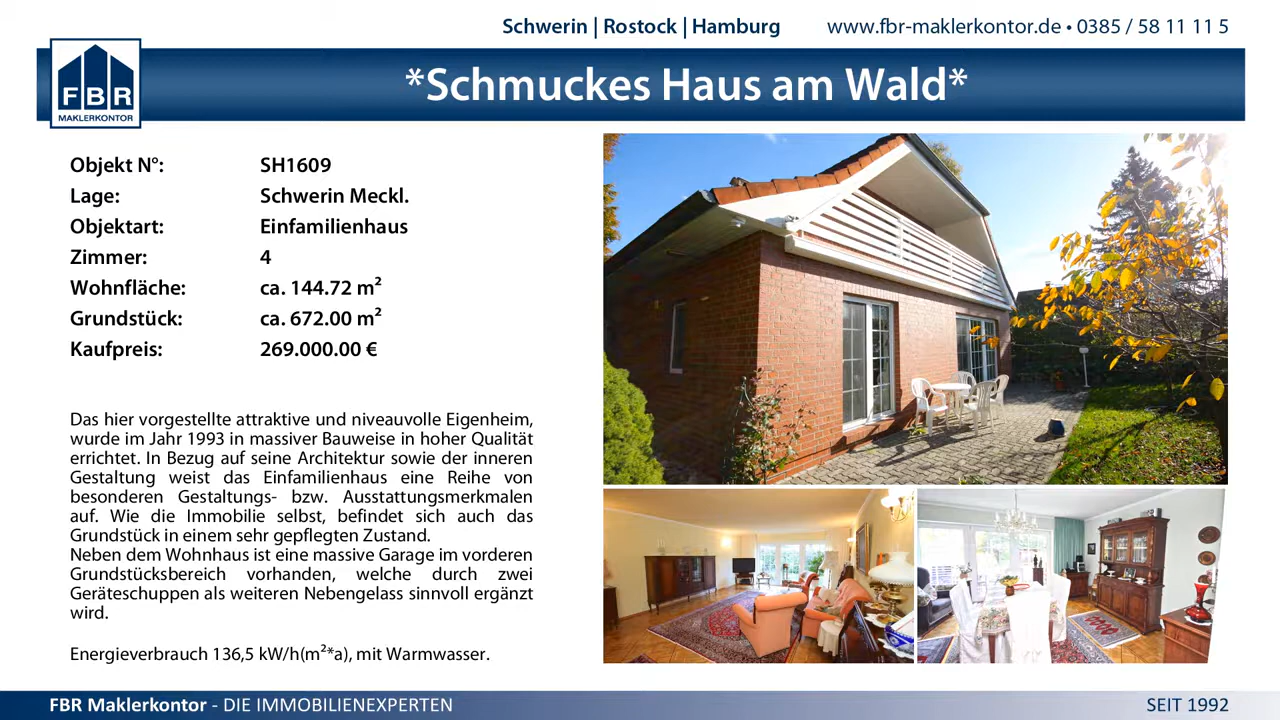 Schwerin | Rostock | Hamburg www.fbr-maklerkontor.de • 0385 / 58 11 11 5
FBR
MAKLERKONTOR
*Schmuckes Haus am Wald*
Objekt N°: SH1609
Lage: Schwerin Meckl.
Objektart: Einfamilienhaus
Zimmer: 4
Wohnfläche: ca. 144.72 m²
Grundstück: ca. 672.00 m²
Kaufpreis: 269.000.00 €
Das hier vorgestellte attraktive und niveauvolle Eigenheim,
wurde im Jahr 1993 in massiver Bauweise in hoher Qualität
errichtet. In Bezug auf seine Architektur sowie der inneren
Gestaltung weist das Einfamilienhaus eine Reihe von
besonderen Gestaltungs- bzw. Ausstattungsmerkmalen
auf. Wie die Immobilie selbst, befindet sich auch das
Grundstück in einem sehr gepflegten Zustand.
Neben dem Wohnhaus ist eine massive Garage im vorderen
Grundstücksbereich vorhanden, welche durch zwei
Geräteschuppen als weiteren Nebengelass sinnvoll ergänzt
wird.
Energieverbrauch 136,5 kW/h(m²*a), mit Warmwasser.
FBR Maklerkontor - DIE IMMOBILIENEXPERTEN SEIT 1992